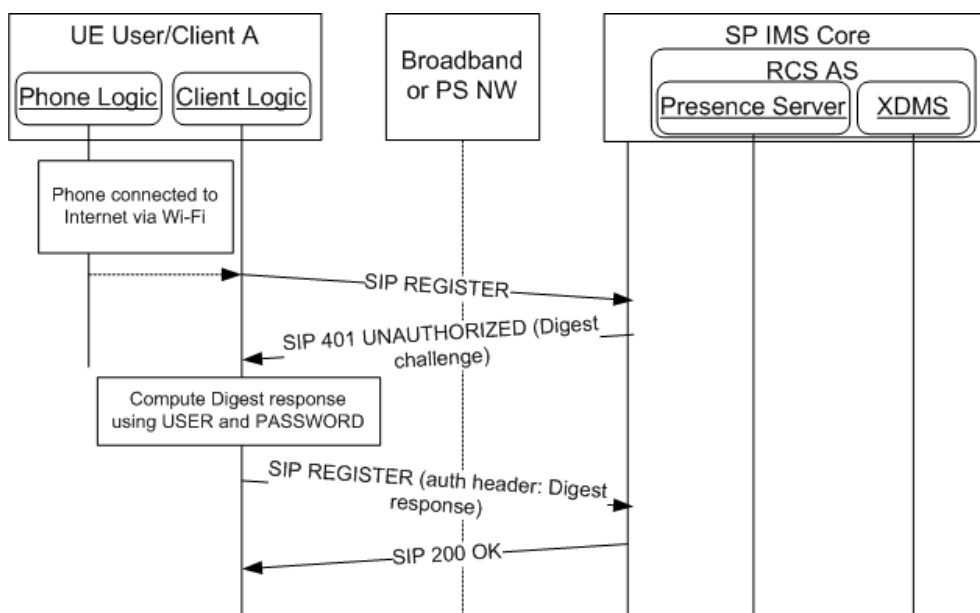 UE User/Client A
Phone Logic
Client Logic
Broadband
or PS NW
SP IMS Core
RCS AS
Presence Server
XDMS
Phone connected to
Internet via Wi-Fi
SIP REGISTER
SIP 401 UNAUTHORIZED (Digest
challenge)
Compute Digest response
using USER and PASSWORD
SIP REGISTER (auth header: Digest
response)
SIP 200 OK